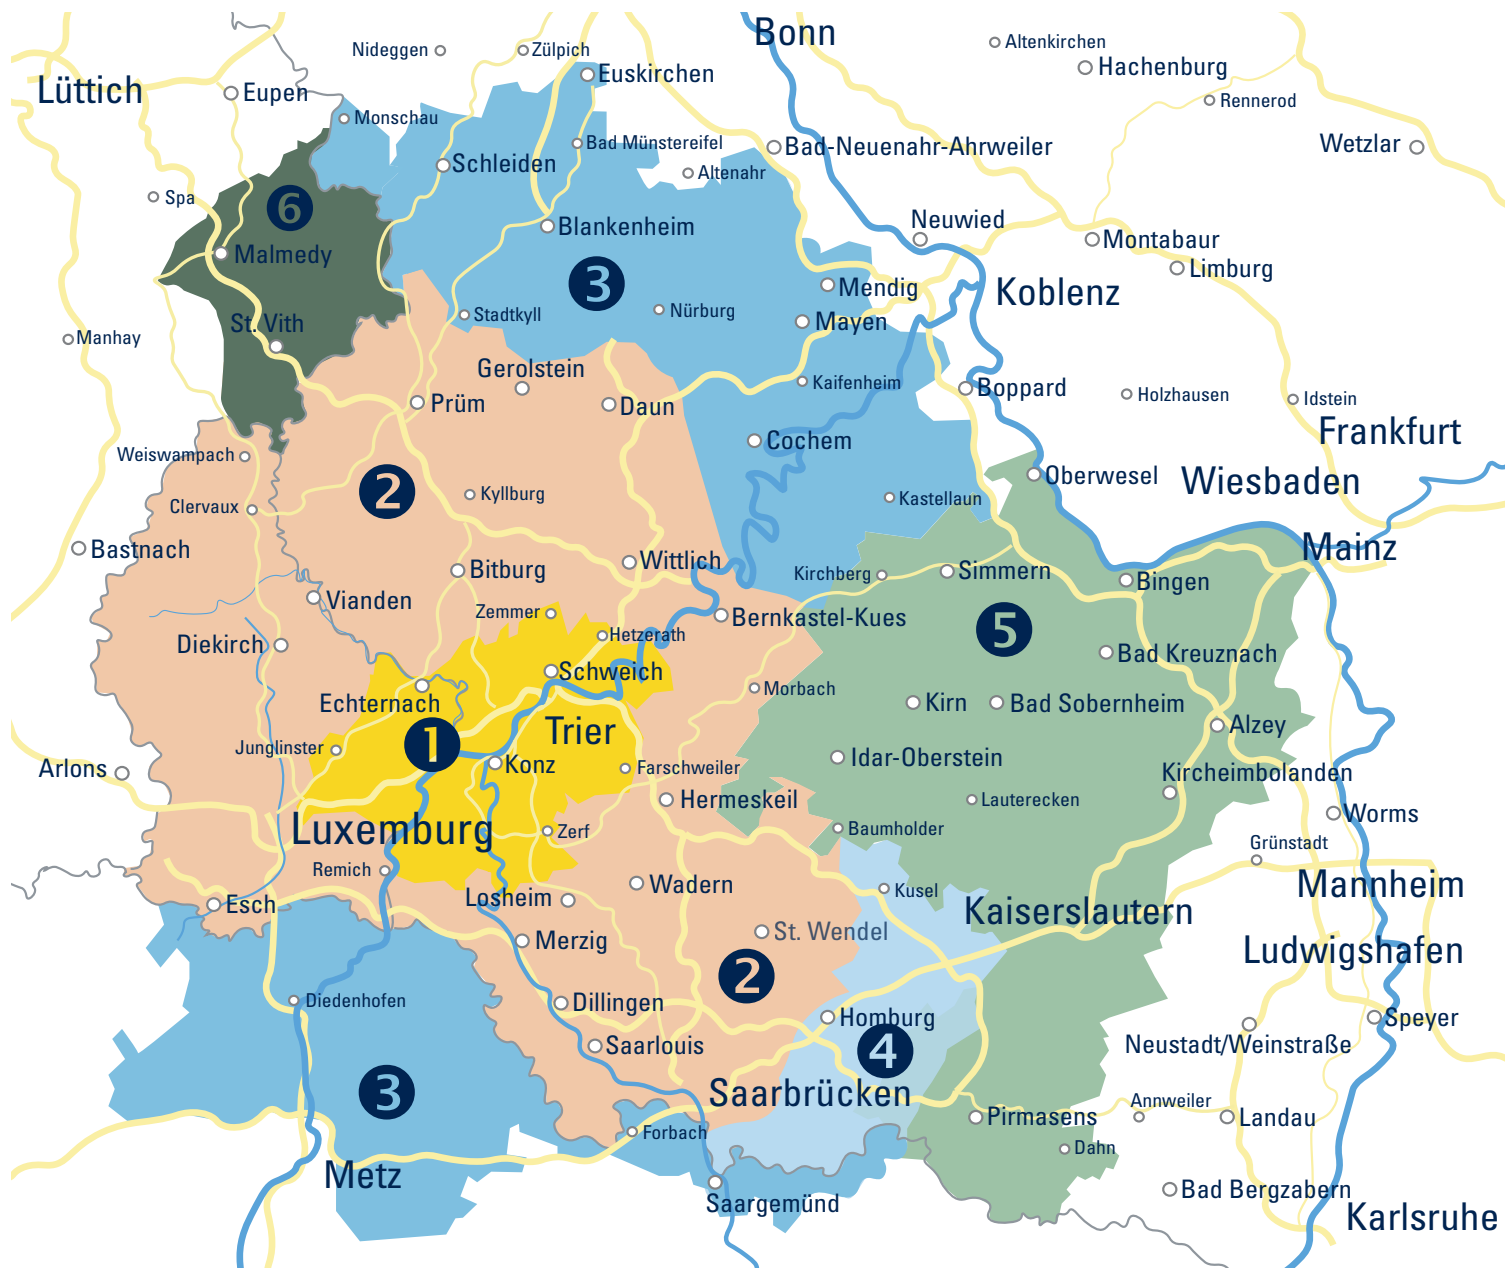 Bonn
Nideggen
Zülpich
Altenkirchen
Euskirchen
Hachenburg
Lüttich
Eupen
Rennerod
Monschau
Bad Münstereifel
Bad-Neuenahr-Ahrweiler
Wetzlar
Schleiden
Altenahr
Spa
6
Blankenheim
Neuwied
Montabaur
Malmedy
Limburg
3
Mendig
Koblenz
St. Vith
Stadtkyll
Nürburg
Mayen
Manhay
Gerolstein
Kaifenheim
Boppard
Holzhausen
Idstein
Prüm
Daun
Frankfurt
Cochem
Weiswampach
Oberwesel
Wiesbaden
2
Kyllburg
Kastellaun
Clervaux
Bastnach
Mainz
Wittlich
Bitburg
Kirchberg
Simmern
Bingen
Vianden
Zemmer
Bernkastel-Kues
5
Diekirch
Hetzerath
Bad Kreuznach
Schweich
Morbach
Echternach
Kirn
Bad Sobernheim
Alzey
1
Trier
Junglinster
Arlons
Konz
Farschweiler
Idar-Oberstein
Kircheimbolanden
Hermeskeil
Lauterecken
Worms
Luxemburg
Zerf
Baumholder
Grünstadt
Remich
Wadern
Kusel
Mannheim
Esch
Losheim
Kaiserslautern
St. Wendel
Merzig
Ludwigshafen
2
Diedenhofen
Dillingen
Homburg
Speyer
Saarlouis
4
Neustadt/Weinstraße
3
Saarbrücken
Annweiler
Pirmasens
Landau
Forbach
Dahn
Metz
Saargemünd
Bad Bergzabern
Karlsruhe